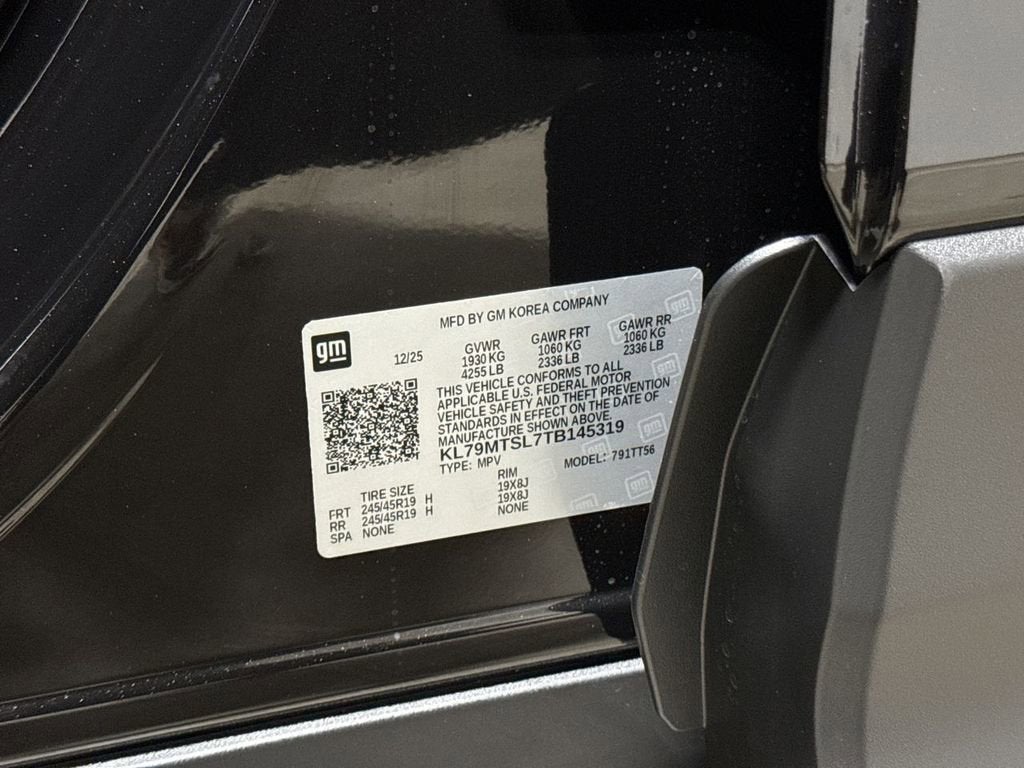 MFD BY GM KOREA COMPANY
gm
12/25
GVWR
1930 KG
4255 LB
GAWR FRT
1060 KG
2336 LB
GAWR RR
1060 KG
2336 LB
THIS VEHICLE CONFORMS TO ALL
APPLICABLE U.S. FEDERAL MOTOR
VEHICLE SAFETY AND THEFT PREVENTION
STANDARDS IN EFFECT ON THE DATE OF
MANUFACTURE SHOWN ABOVE.
KL79MTSL7TB145319
TYPE: MPV MODEL: 791TT56
TIRE SIZE RIM
FRT 245/45R19 H 19X8J
RR 245/45R19 H 19X8J
SPA NONE NONE